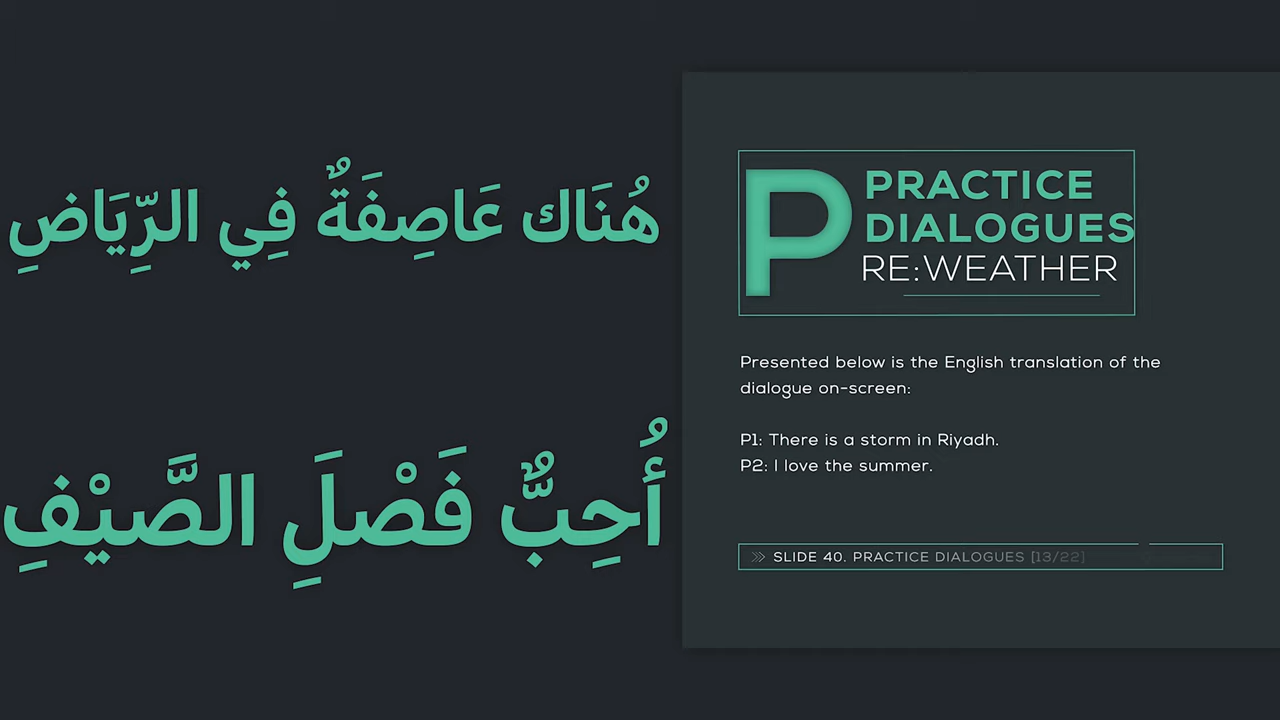 هُنَاك عَاصِفَةٌ فِي الرِّيَاضِ
أُحِبٌّ فَصْلَ الصَّيْفِ
P PRACTICE
DIALOGUES
RE:WEATHER
Presented below is the English translation of the
dialogue on-screen:
P1: There is a storm in Riyadh.
P2: I love the summer.
SLIDE 40. PRACTICE DIALOGUES [13/22]